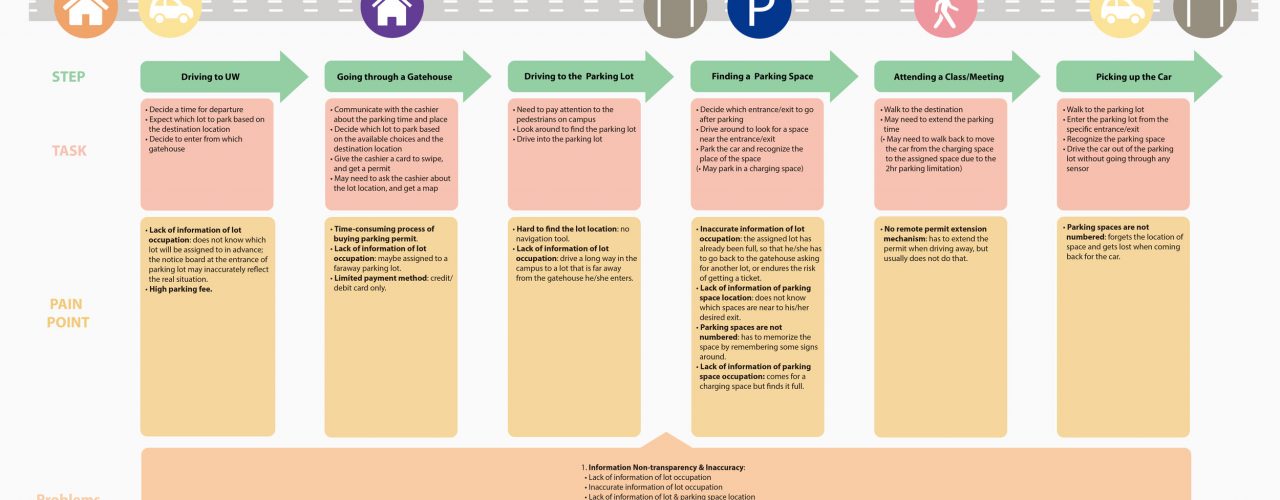 P
STEP
Driving to UW
Going through a Gatehouse
Driving to the Parking Lot
Finding a Parking Space
Attending a Class/Meeting
Picking up the Car
TASK
• Decide a time for departure
• Expect which lot to park based on
the destination location
• Decide to enter from which
gatehouse
• Communicate with the cashier
about the parking time and place
• Decide which lot to park based
on the available choices and the
destination location
• Give the cashier a card to swipe,
and get a permit
• May need to ask the cashier about
the lot location, and get a map
• Need to pay attention to the
pedestrians on campus
• Look around to find the parking lot
• Drive into the parking lot
• Decide which entrance/exit to go
after parking
• Drive around to look for a space
near the entrance/exit
• Park the car and recognize the
place of the space
(• May park in a charging space)
• Walk to the destination
• May need to extend the parking
time
(• May need to walk back to move
the car from the charging space
to the assigned space due to the
2hr parking limitation)
• Walk to the parking lot
• Enter the parking lot from the
specific entrance/exit
• Recognize the parking space
• Drive the car out of the parking
lot without going through any
sensor
PAIN
POINT
• Lack of information of lot
occupation: does not know which
lot will be assigned to in advance;
the notice board at the entrance of
parking lot may inaccurately reflect
the real situation.
• High parking fee.
• Time-consuming process of
buying parking permit.
• Lack of information of lot
occupation: maybe assigned to a
faraway parking lot.
• Limited payment method: credit/
debit card only.
• Hard to find the lot location: no
navigation tool.
• Lack of information of lot
occupation: drive a long way in the
campus to a lot that is far away
from the gatehouse he/she enters.
• Inaccurate information of lot
occupation: the assigned lot has
already been full, so that he/she has
to go back to the gatehouse asking
for another lot, or endures the risk
of getting a ticket.
• Lack of information of parking
space location: does not know
which spaces are near to his/her
desired exit.
• Parking spaces are not
numbered: has to memorize the
space by remembering some signs
around.
• Lack of information of parking
space occupation: comes for a
charging space but finds it full.
• No remote permit extension
mechanism: has to extend the
permit when driving away, but
usually does not do that.
• Parking spaces are not
numbered: forgets the location of
space and gets lost when coming
back for the car.
Problems
1. Information Non-transparency & Inaccuracy:
• Lack of information of lot occupation
• Inaccurate information of lot occupation
• Lack of information of lot & parking space location